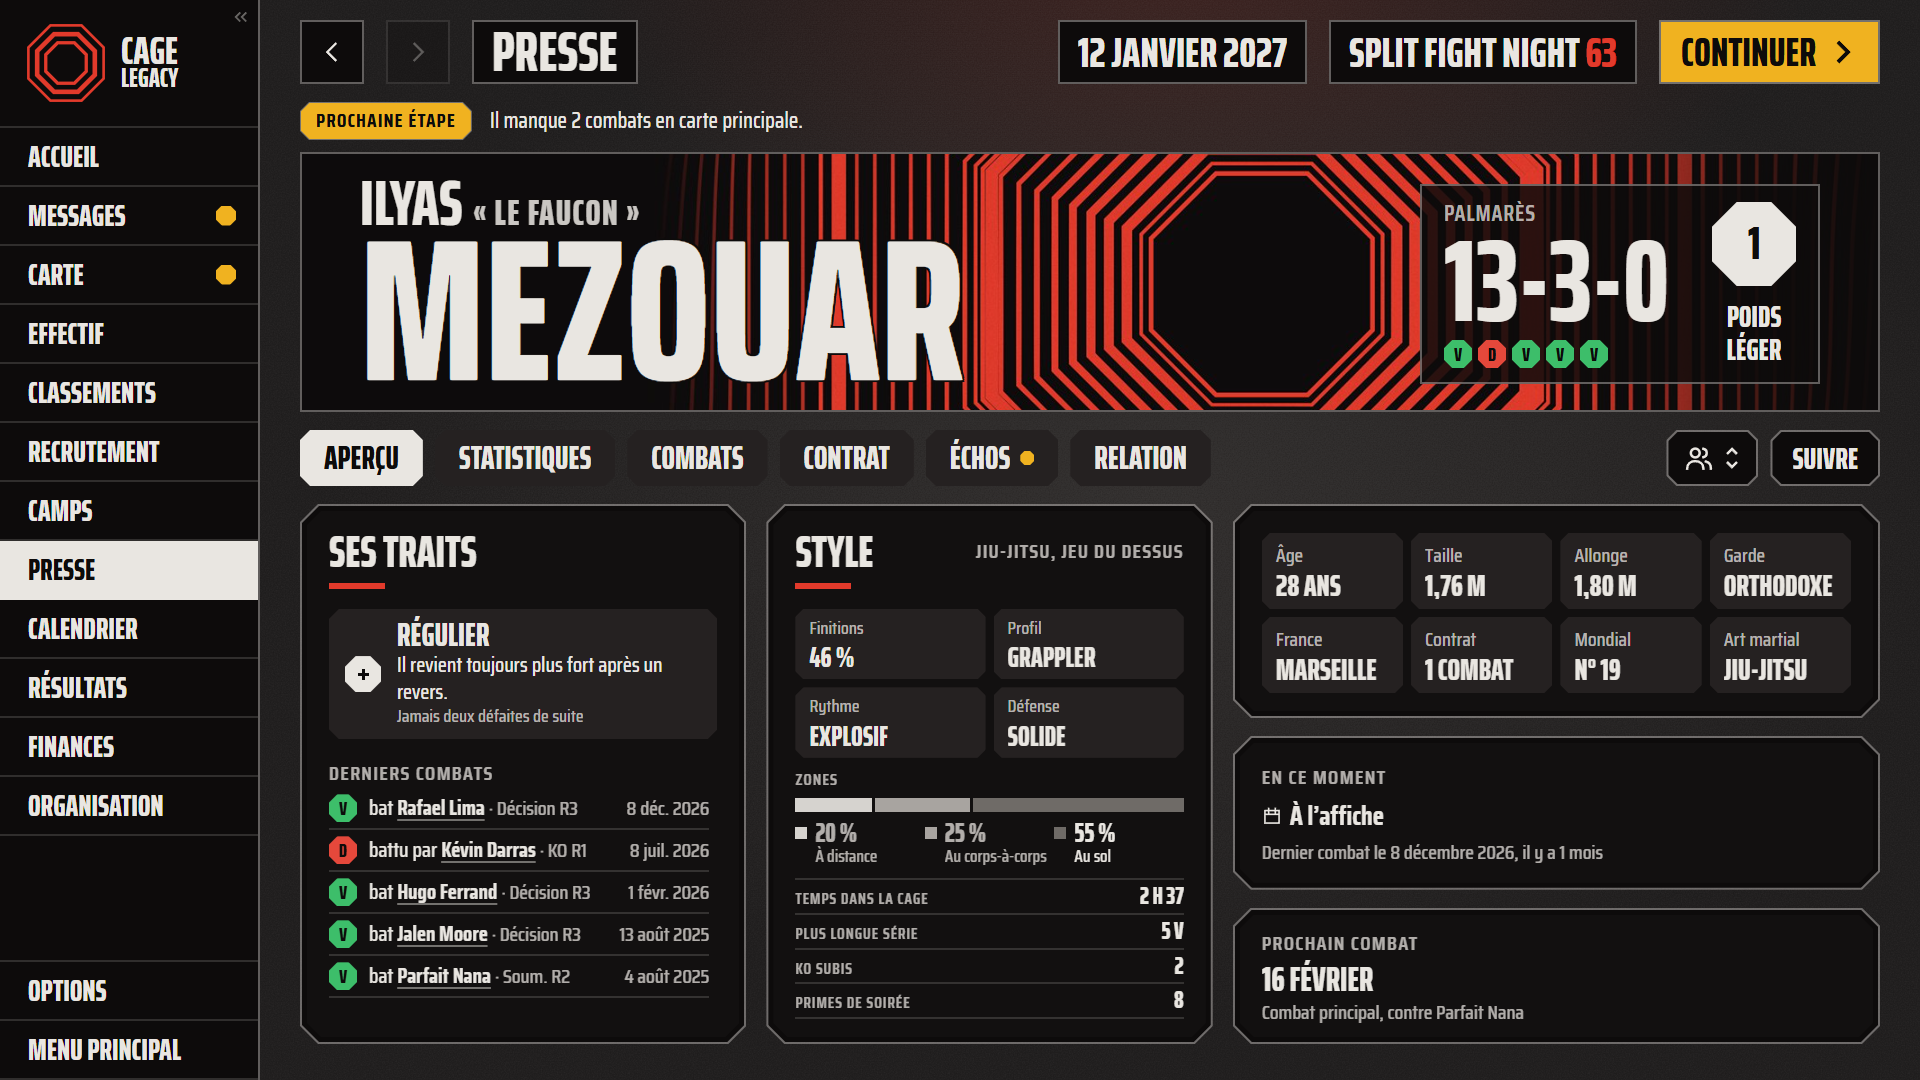 CAGE
LEGACY
«
ACCUEIL
MESSAGES
CARTE
EFFECTIF
CLASSEMENTS
RECRUTEMENT
CAMPS
PRESSE
CALENDRIER
RÉSULTATS
FINANCES
ORGANISATION
OPTIONS
MENU PRINCIPAL
PRESSE
12 JANVIER 2027
SPLIT FIGHT NIGHT 63
CONTINUER
PROCHAINE ÉTAPE
Il manque 2 combats en carte principale.
ILYAS « LE FAUCON »
MEZOUAR
PALMARÈS
13-3-0
V D V V V
1
POIDS
LÉGER
APERÇU
STATISTIQUES
COMBATS
CONTRAT
ÉCHOS
RELATION
SUIVRE
SES TRAITS
RÉGULIER
Il revient toujours plus fort après un
revers.
Jamais deux défaites de suite
DERNIERS COMBATS
V bat Rafael Lima · Décision R3 8 déc. 2026
D battu par Kévin Darras · KO R1 8 juil. 2026
V bat Hugo Ferrand · Décision R3 1 févr. 2026
V bat Jalen Moore · Décision R3 13 août 2025
V bat Parfait Nana · Soum. R2 4 août 2025
STYLE
JIU-JITSU, JEU DU DESSUS
Finitions
46 %
Profil
GRAPPLER
Rythme
EXPLOSIF
Défense
SOLIDE
ZONES
20 %
À distance
25 %
Au corps-à-corps
55 %
Au sol
TEMPS DANS LA CAGE 2 H 37
PLUS LONGUE SÉRIE 5 V
KO SUBIS 2
PRIMES DE SOIRÉE 8
Âge
28 ANS
Taille
1,76 M
Allonge
1,80 M
Garde
ORTHODOXE
France
MARSEILLE
Contrat
1 COMBAT
Mondial
N° 19
Art martial
JIU-JITSU
EN CE MOMENT
À l'affiche
Dernier combat le 8 décembre 2026, il y a 1 mois
PROCHAIN COMBAT
16 FÉVRIER
Combat principal, contre Parfait Nana